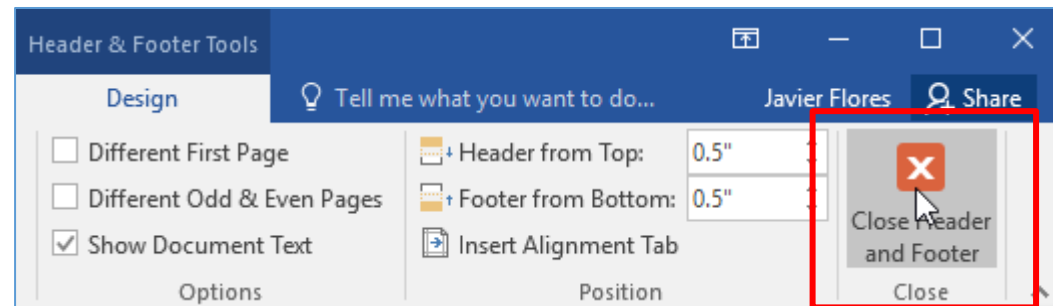 Header & Footer Tools
Design
Tell me what you want to do...
Javier Flores
Share
Different First Page
Different Odd & Even Pages
Show Document Text
Options
Header from Top: 0.5"
Footer from Bottom: 0.5"
Insert Alignment Tab
Position
Close Header
and Footer
Close